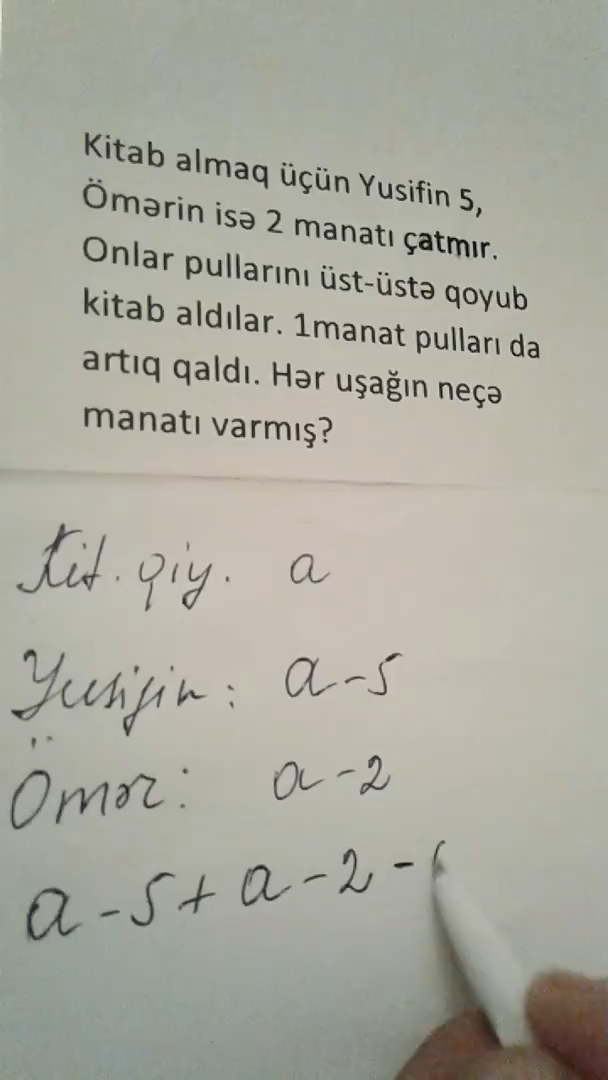 Kitab almaq üçün Yusifin 5,
Ömərin isə 2 manatı çatmır.
Onlar pullarını üst-üstə qoyub
kitab aldılar. 1manat pulları da
artıq qaldı. Hər uşağın neçə
manatı varmış?
Kit. qiy. a
Yusifin: a-5
Ömər: a-2
a-5+a-2-